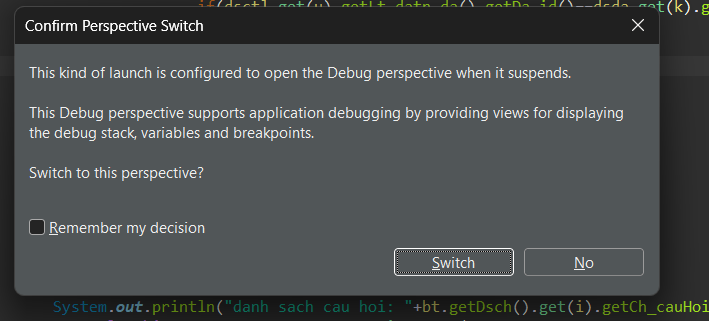 if(dsctl.get(u).getLt_datn_da().getDa_id()==dsda.get(k).g
Confirm Perspective Switch
This kind of launch is configured to open the Debug perspective when it suspends.
This Debug perspective supports application debugging by providing views for displaying
the debug stack, variables and breakpoints.
Switch to this perspective?
Remember my decision
Switch
No
System.out.println("danh sach cau hoi: "+bt.getDsch().get(i).getCh_cauHoi